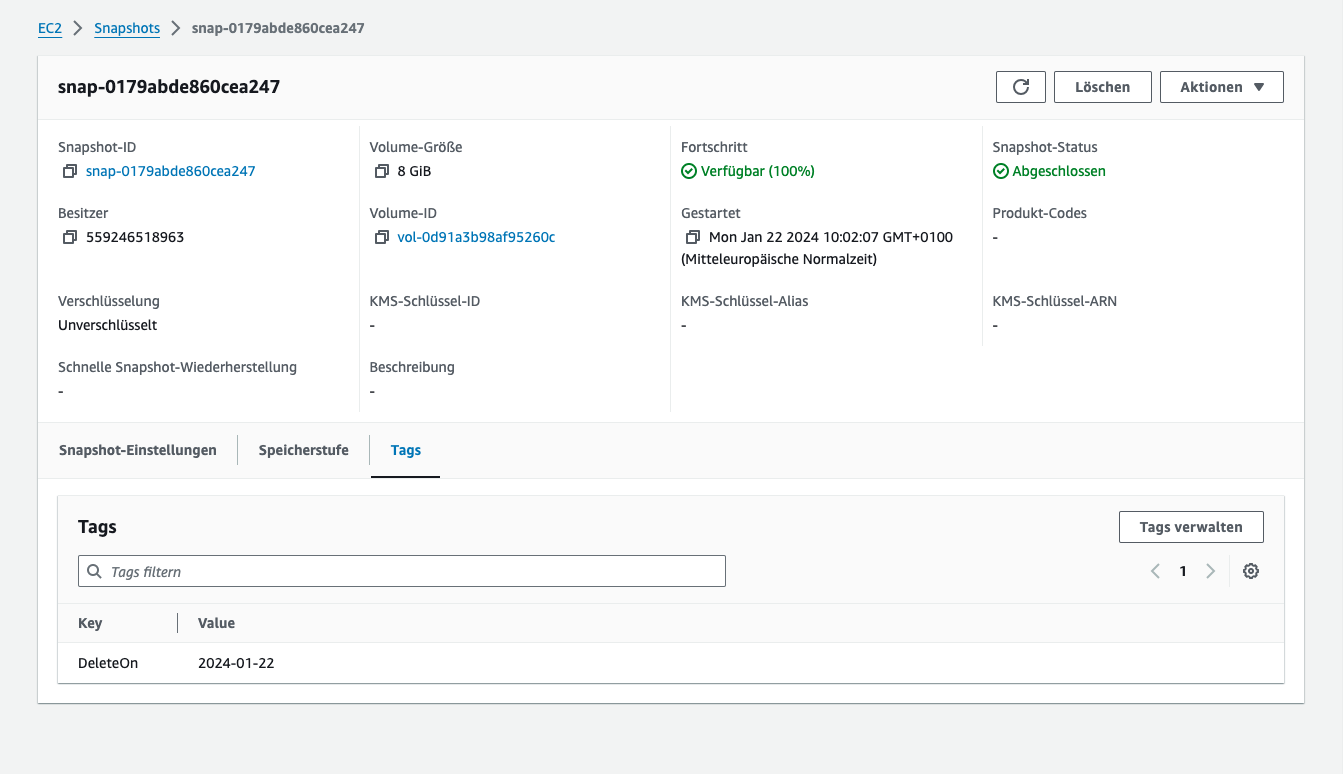 EC2 > Snapshots > snap-0179abde860cea247
snap-0179abde860cea247
Löschen
Aktionen
Snapshot-ID
snap-0179abde860cea247
Volume-Größe
8 GiB
Fortschritt
Verfügbar (100%)
Snapshot-Status
Abgeschlossen
Besitzer
559246518963
Volume-ID
vol-0d91a3b98af95260c
Gestartet
Mon Jan 22 2024 10:02:07 GMT+0100
(Mitteleuropäische Normalzeit)
Produkt-Codes
-
Verschlüsselung
Unverschlüsselt
KMS-Schlüssel-ID
-
KMS-Schlüssel-Alias
-
KMS-Schlüssel-ARN
-
Schnelle Snapshot-Wiederherstellung
-
Beschreibung
-
Snapshot-Einstellungen
Speicherstufe
Tags
Tags
Tags verwalten
Tags filtern
1
Key
Value
DeleteOn
2024-01-22